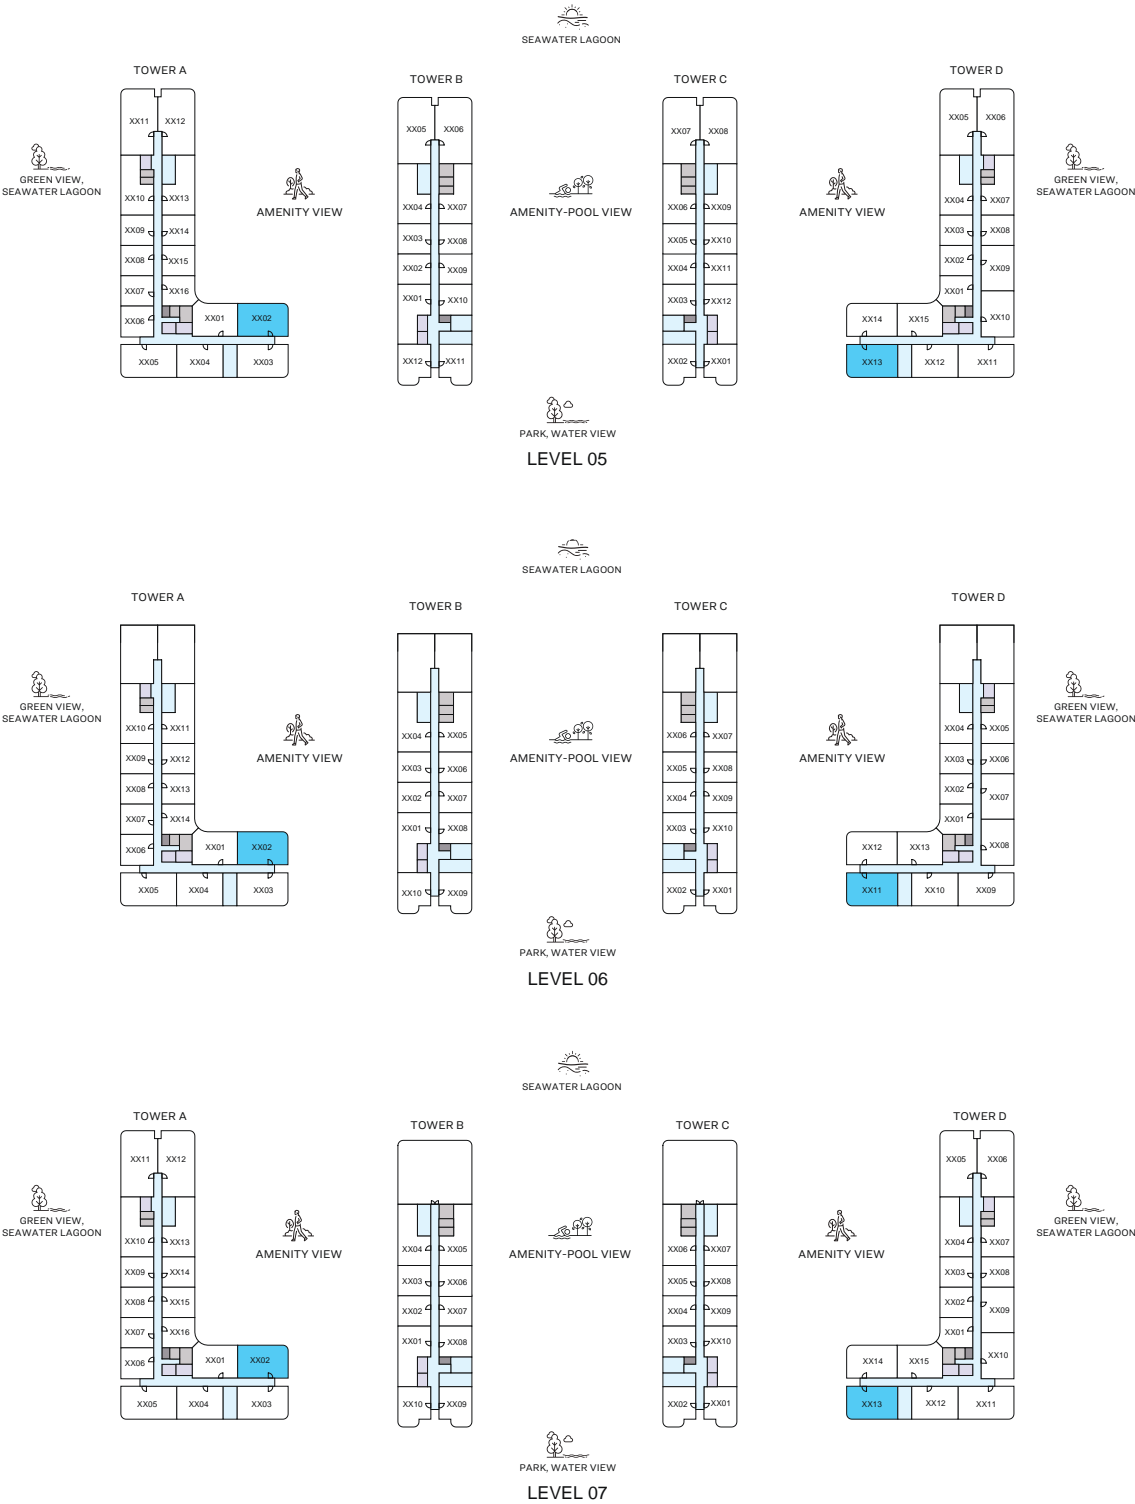 SEAWATER LAGOON
TOWER A
TOWER B
TOWER C
TOWER D
XX11 XX12
XX05 XX06
XX07 XX08
XX05 XX06
GREEN VIEW,
SEAWATER LAGOON
AMENITY VIEW
AMENITY-POOL VIEW
AMENITY VIEW
GREEN VIEW,
SEAWATER LAGOON
XX10 XX13
XX04 XX07
XX06 XX09
XX04 XX07
XX09 XX14
XX03 XX08
XX05 XX10
XX03 XX08
XX08 XX15
XX02 XX09
XX04 XX11
XX02 XX09
XX07 XX16
XX01 XX10
XX03 XX12
XX01
XX06 XX01 XX02
XX14 XX15 XX10
XX05 XX04 XX03
XX12 XX11
XX02 XX01
XX13 XX12 XX11
PARK, WATER VIEW
LEVEL 05
SEAWATER LAGOON
TOWER A
TOWER B
TOWER C
TOWER D
GREEN VIEW,
SEAWATER LAGOON
AMENITY VIEW
AMENITY-POOL VIEW
AMENITY VIEW
GREEN VIEW,
SEAWATER LAGOON
XX10 XX11
XX04 XX05
XX06 XX07
XX04 XX05
XX09 XX12
XX03 XX06
XX05 XX08
XX03 XX06
XX08 XX13
XX02 XX07
XX04 XX09
XX02 XX07
XX07 XX14
XX01 XX08
XX03 XX10
XX01
XX06 XX01 XX02
XX12 XX13 XX08
XX05 XX04 XX03
XX10 XX09
XX02 XX01
XX11 XX10 XX09
PARK, WATER VIEW
LEVEL 06
SEAWATER LAGOON
TOWER A
TOWER B
TOWER C
TOWER D
XX11 XX12
XX05 XX06
GREEN VIEW,
SEAWATER LAGOON
AMENITY VIEW
AMENITY-POOL VIEW
AMENITY VIEW
GREEN VIEW,
SEAWATER LAGOON
XX10 XX13
XX04 XX05
XX06 XX07
XX04 XX07
XX09 XX14
XX03 XX06
XX05 XX08
XX03 XX08
XX08 XX15
XX02 XX07
XX04 XX09
XX02 XX09
XX07 XX16
XX01 XX08
XX03 XX10
XX01
XX06 XX01 XX02
XX14 XX15 XX10
XX05 XX04 XX03
XX10 XX09
XX02 XX01
XX13 XX12 XX11
PARK, WATER VIEW
LEVEL 07